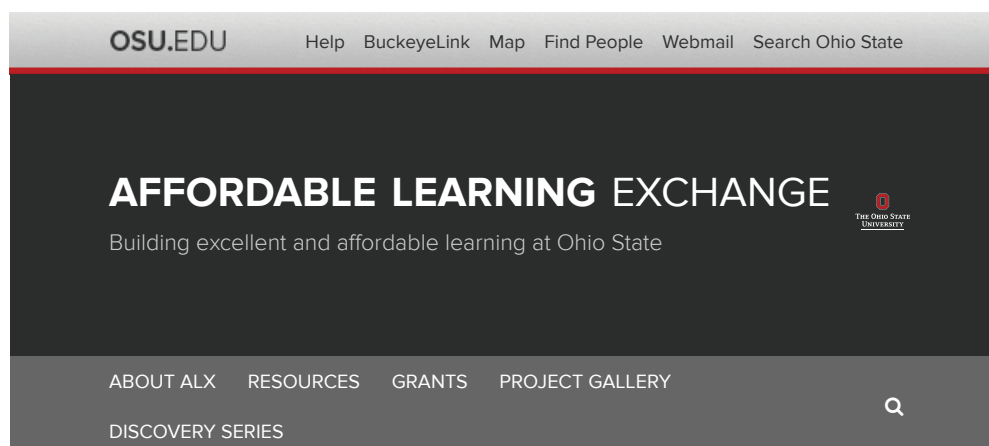 OSU.EDU Help BuckeyeLink Map Find People Webmail Search Ohio State
AFFORDABLE LEARNING EXCHANGE
Building excellent and affordable learning at Ohio State
O
THE OHIO STATE
UNIVERSITY
ABOUT ALX RESOURCES GRANTS PROJECT GALLERY
DISCOVERY SERIES